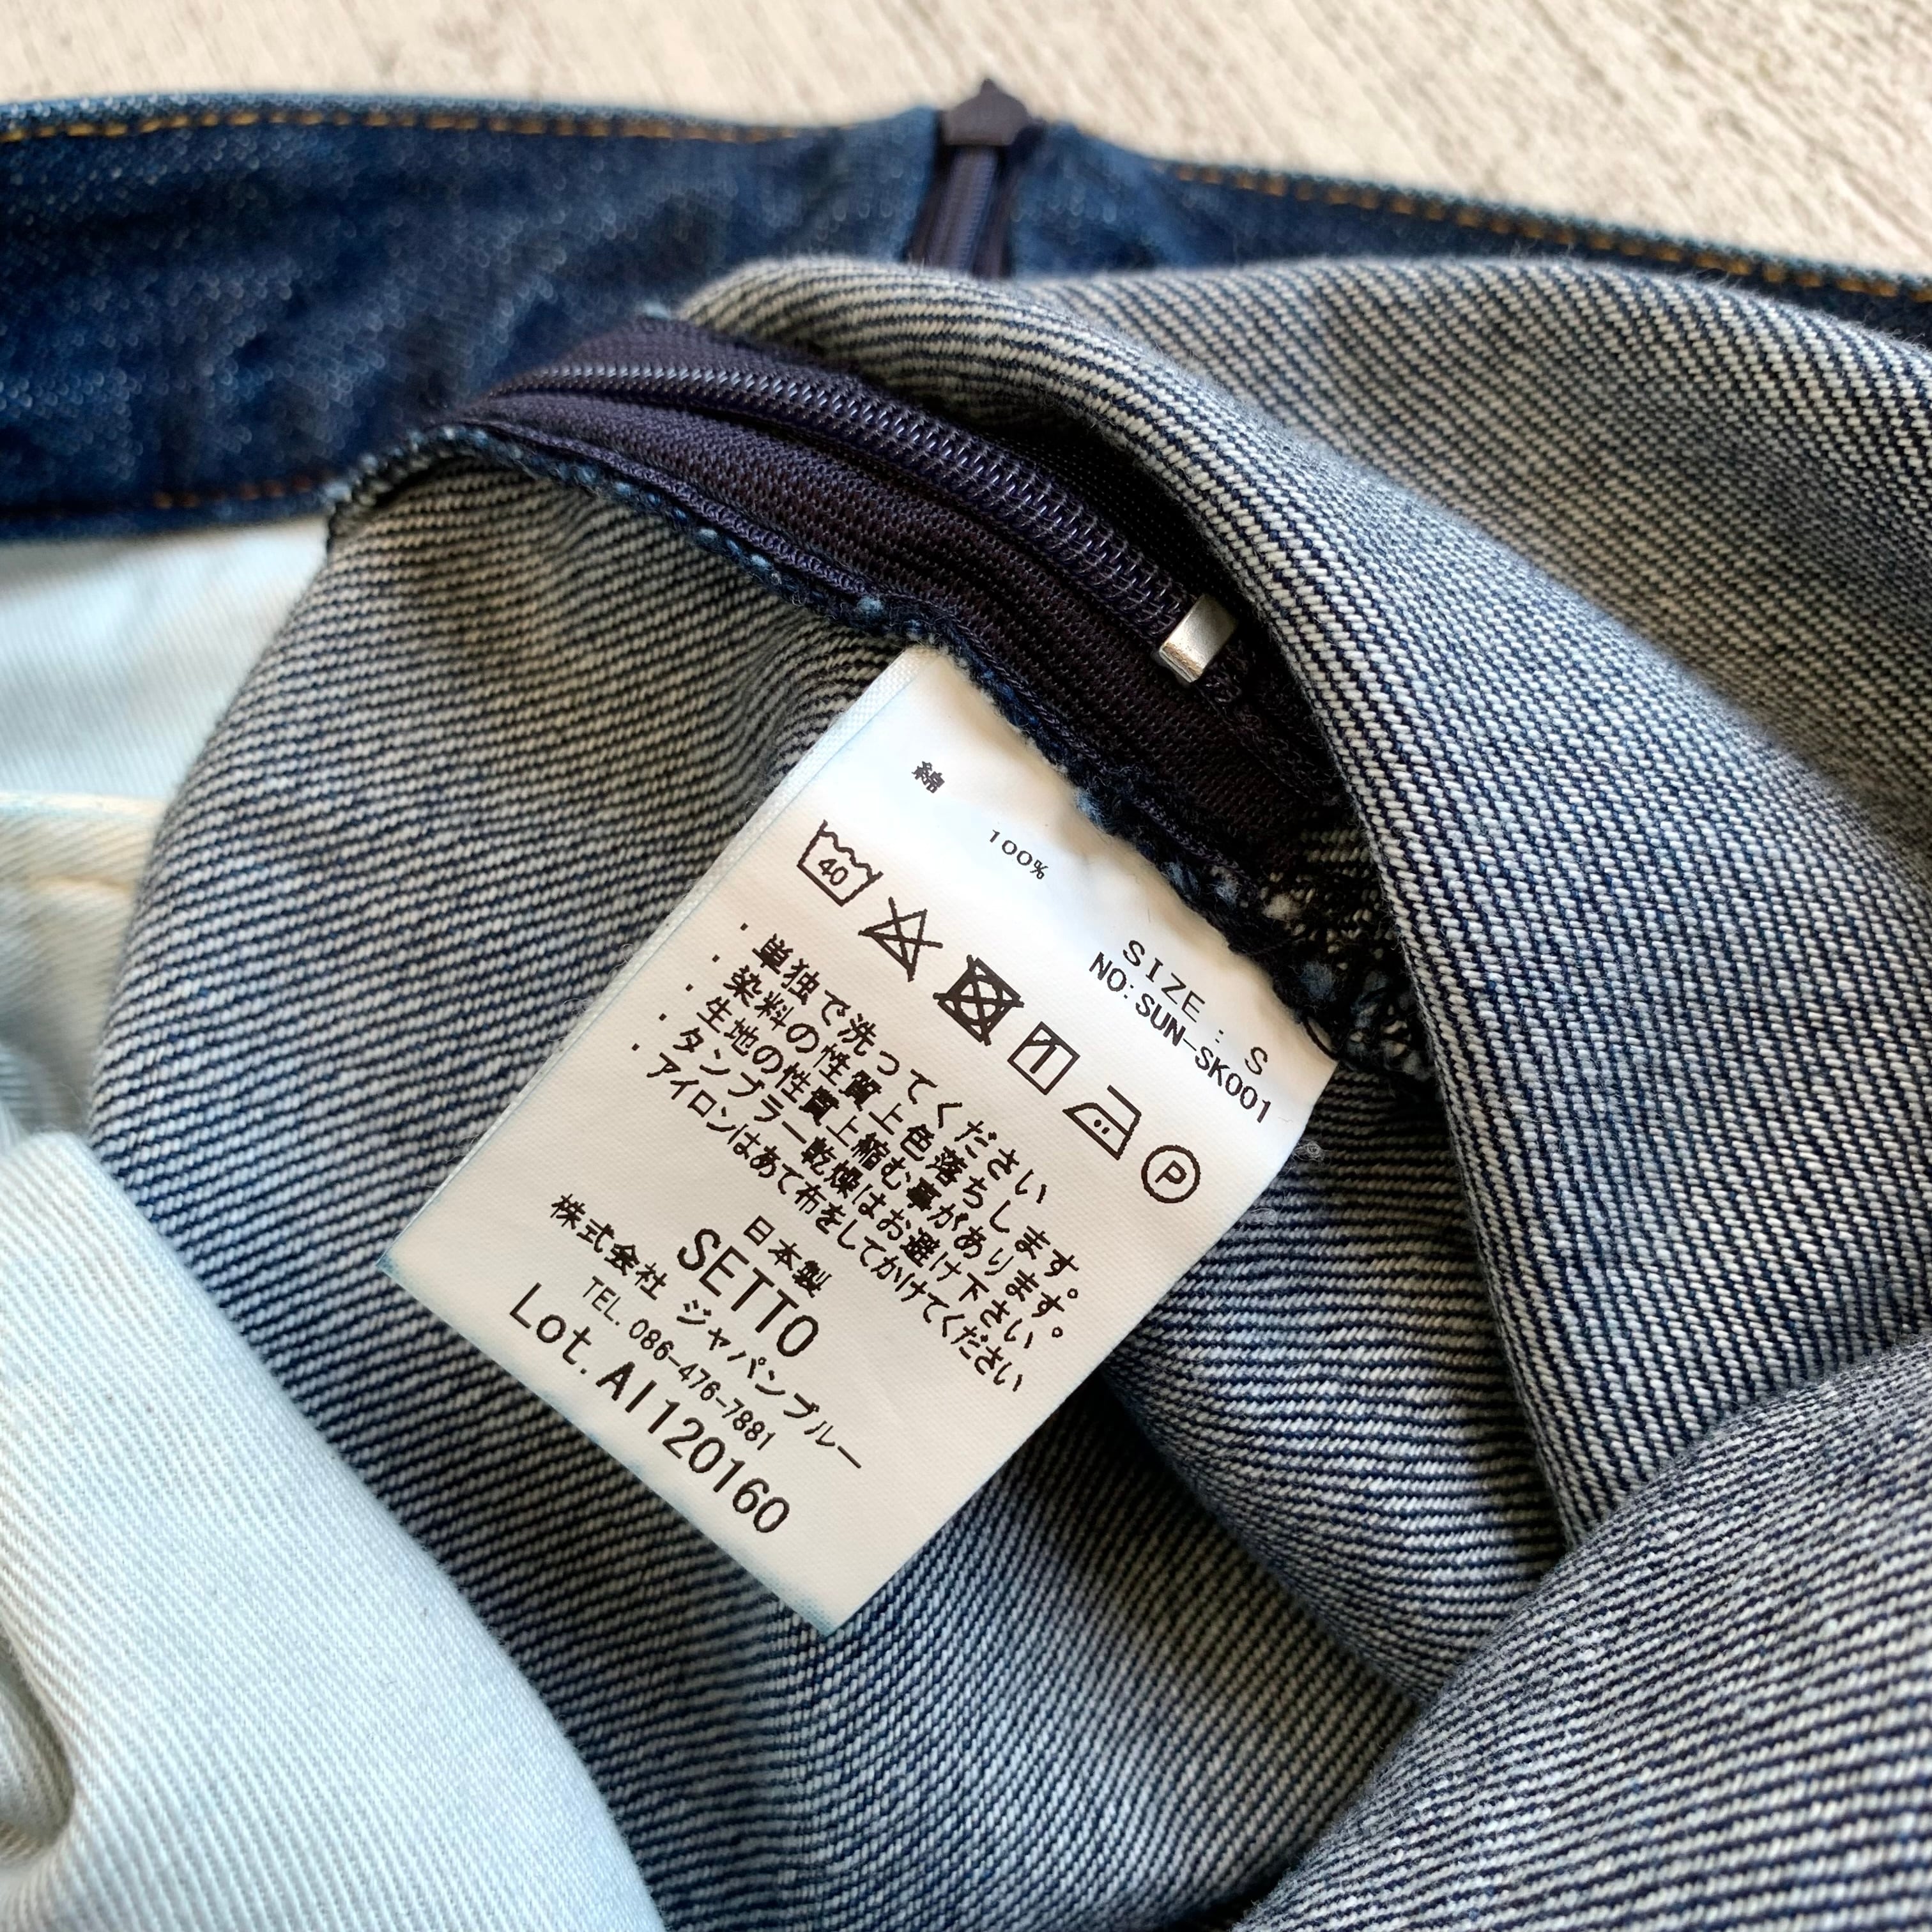 綿 100%
SIZE : S
NO:SUN-SK001
40
P
・単独で洗ってください
・染料の性質上色落ちします。
・生地の性質上縮む事があります。
・タンブラー乾燥はお避け下さい
・アイロンはあて布をしてかけてください
日本製
SETTO
株式会社 ジャパンブルー
TEL. 086-476-7881
Lot.AI120160